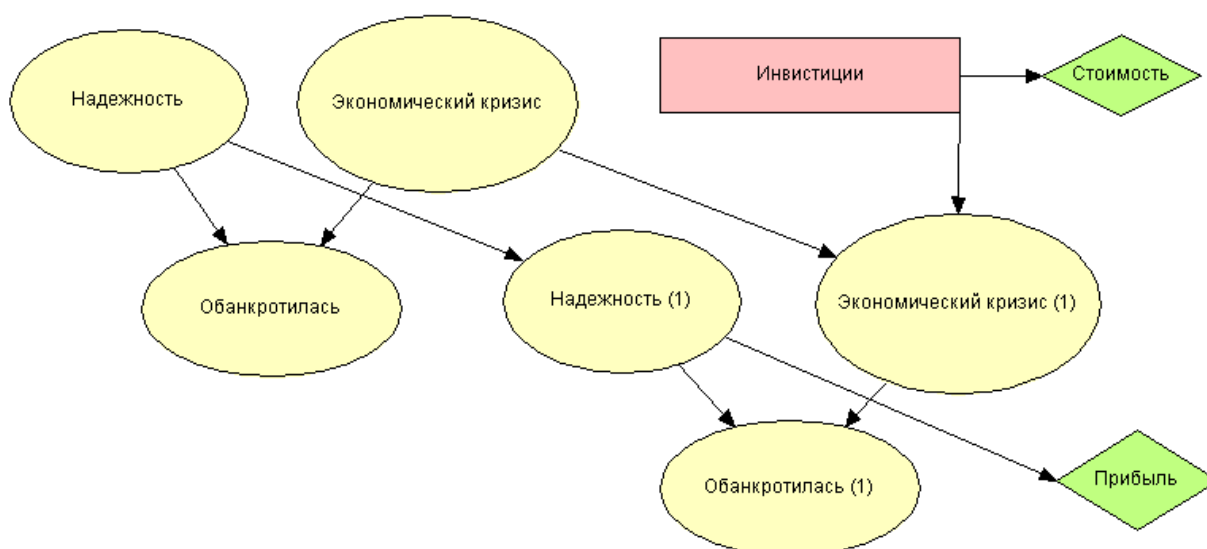 Надежность
Экономический кризис
Инвистиции
Стоимость
Обанкротилась
Надежность (1)
Экономический кризис (1)
Обанкротилась (1)
Прибыль